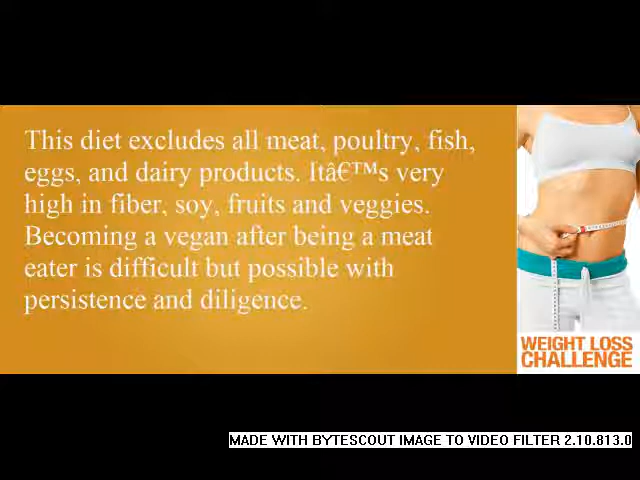 This diet excludes all meat, poultry, fish,
eggs, and dairy products. Itâ€™s very
high in fiber, soy, fruits and veggies.
Becoming a vegan after being a meat
eater is difficult but possible with
persistence and diligence.
WEIGHT LOSS
CHALLENGE
MADE WITH BYTESCOUT IMAGE TO VIDEO FILTER 2.10.813.0